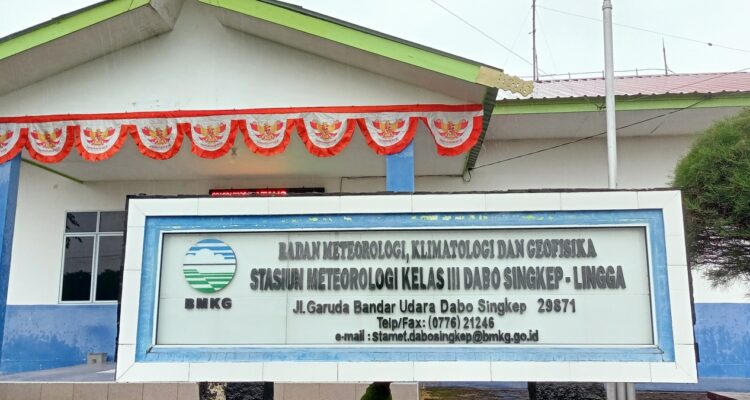 BADAN METEOROLOGI, KLIMATOLOGI DAN GEOFISIKA
STASIUN METEOROLOGI KELAS III DABO SINGKEP - LINGGA
BMKG
Jl. Garuda Bandar Udara Dabo Singkep 29871
Telp/Fax: (0776) 21246
e-mail : stamet.dabosingkep@bmkg.go.id